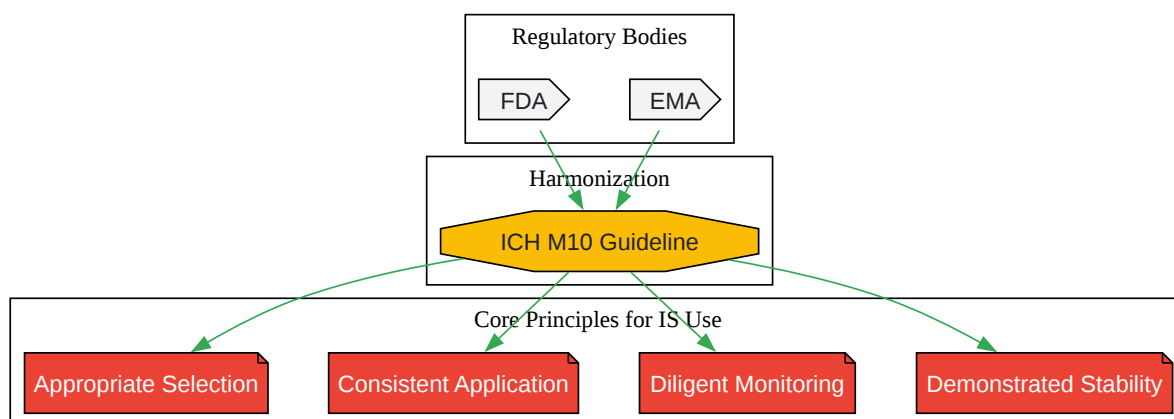 Regulatory Bodies
FDA
EMA
Harmonization
ICH M10 Guideline
Core Principles for IS Use
Appropriate Selection
Consistent Application
Diligent Monitoring
Demonstrated Stability